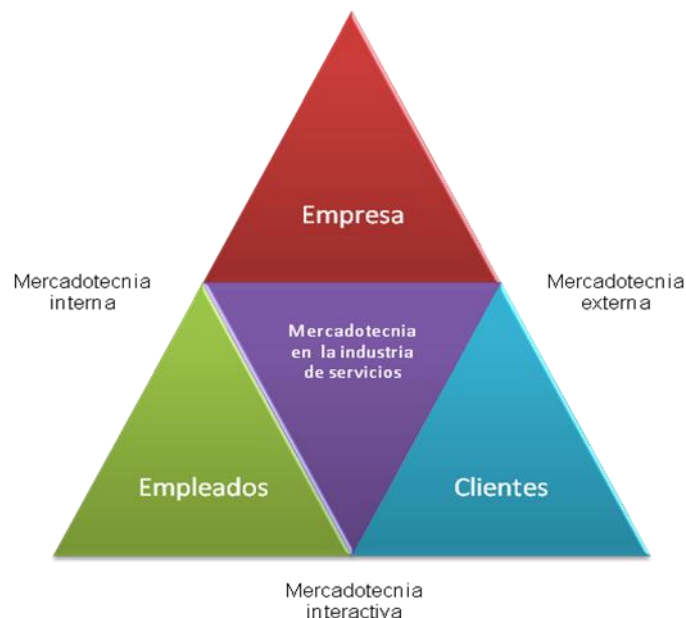 Empresa
Mercadotecnia
interna
Mercadotecnia
externa
Mercadotecnia
en la industria
de servicios
Empleados
Clientes
Mercadotecnia
interactiva